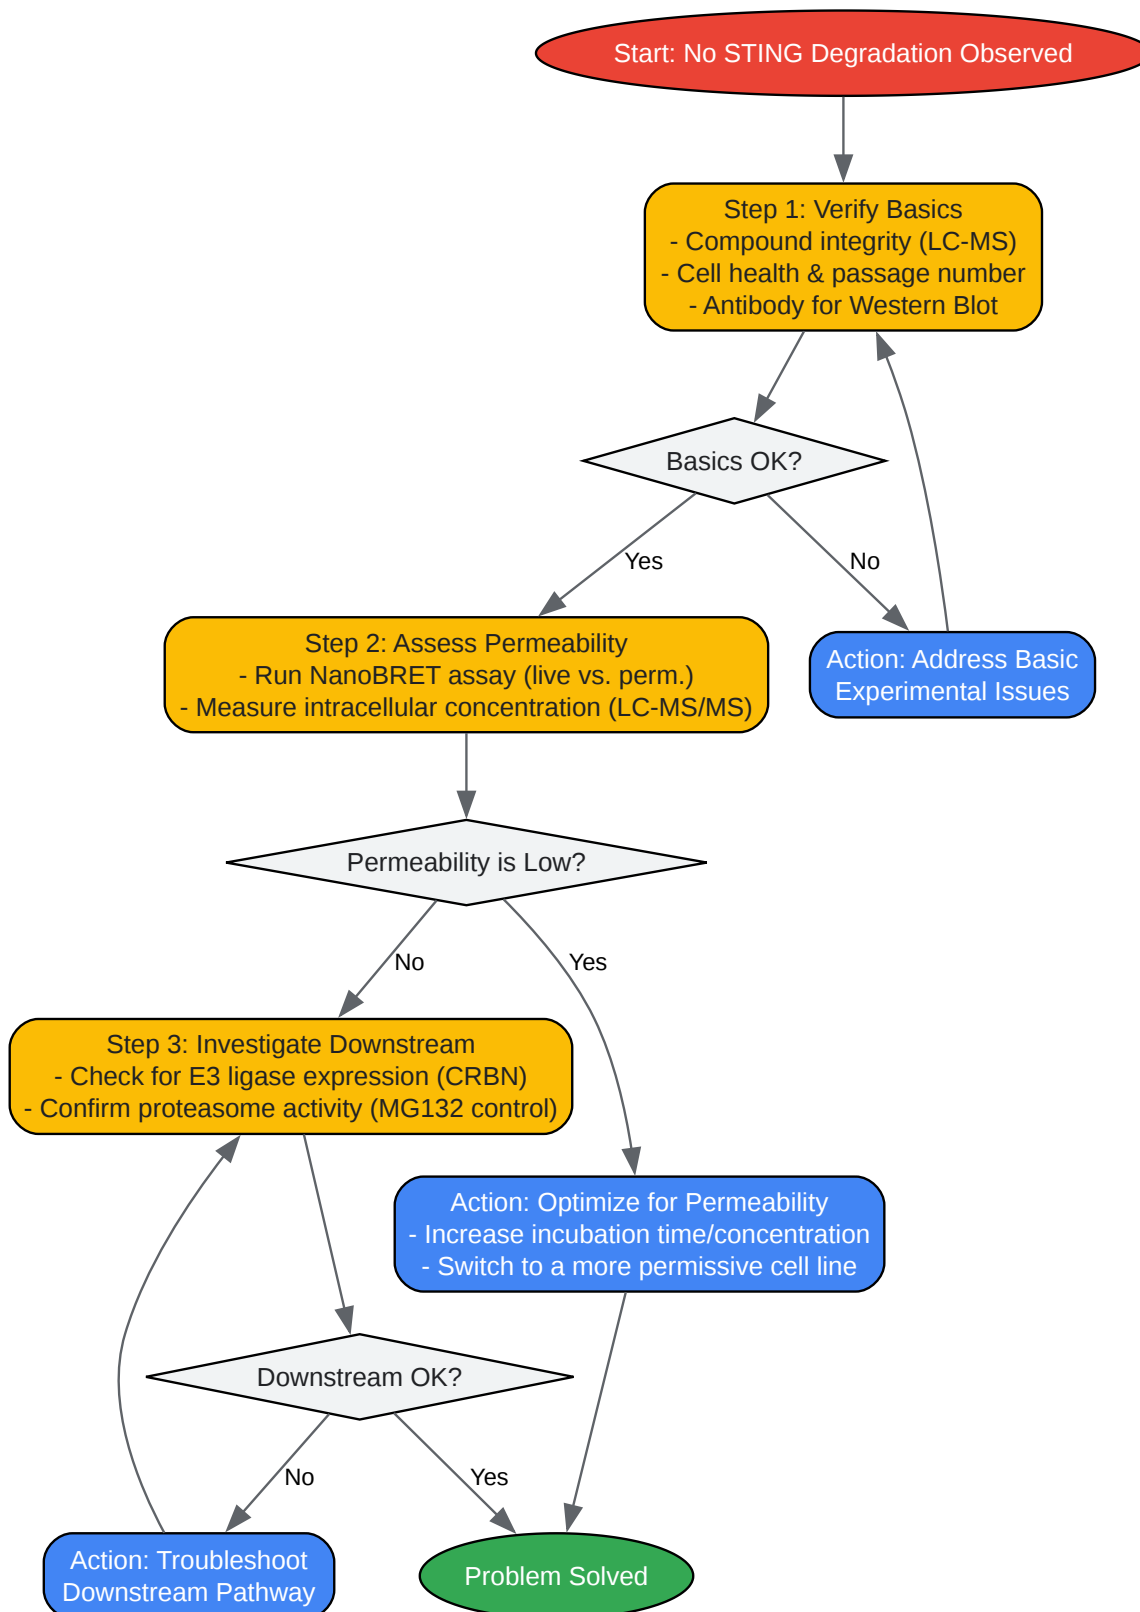 Start: No STING Degradation Observed
Step 1: Verify Basics
- Compound integrity (LC-MS)
- Cell health & passage number
- Antibody for Western Blot
Basics OK?
Yes
No
Step 2: Assess Permeability
- Run NanoBRET assay (live vs. perm.)
- Measure intracellular concentration (LC-MS/MS)
Action: Address Basic
Experimental Issues
Permeability is Low?
No
Yes
Step 3: Investigate Downstream
- Check for E3 ligase expression (CRBN)
- Confirm proteasome activity (MG132 control)
Action: Optimize for Permeability
- Increase incubation time/concentration
- Switch to a more permissive cell line
Downstream OK?
No
Yes
Action: Troubleshoot
Downstream Pathway
Problem Solved